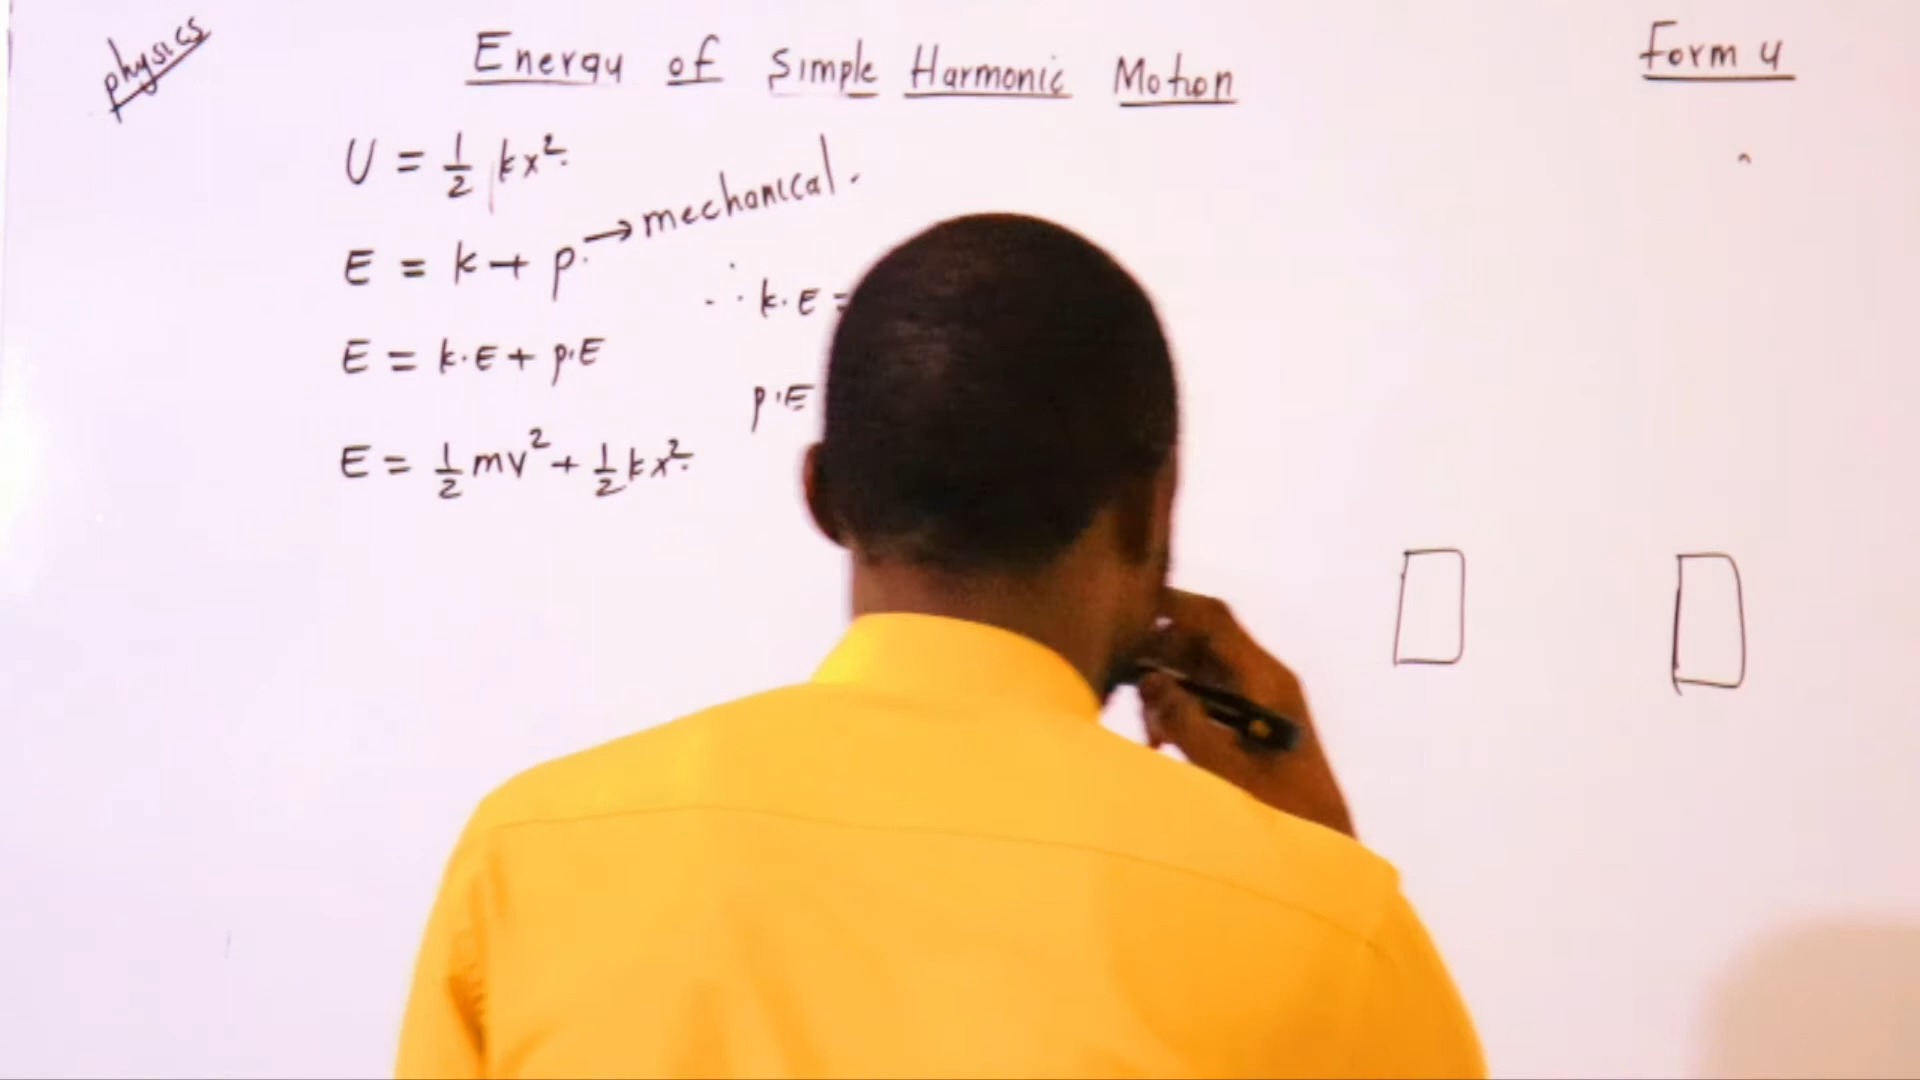 physics
Energy of Simple Harmonic Motion
Form 4
U = 1/2 kx².
E = k + p. → mechanical.
∴ k.E =
E = k.E + p.E
p.E
E = 1/2 mv² + 1/2 kx².